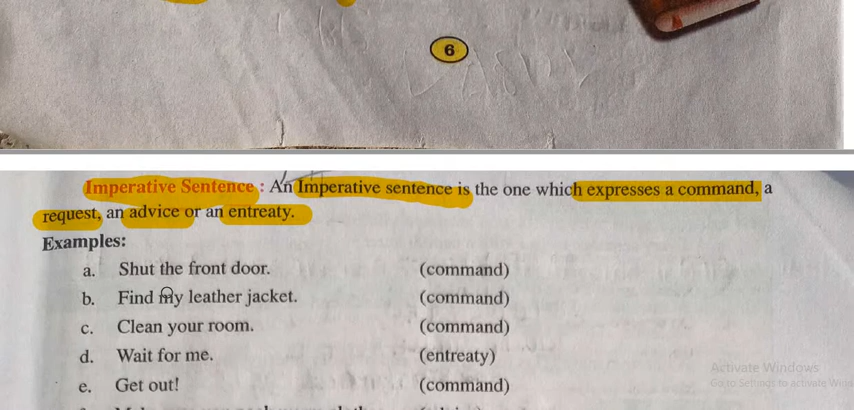 6
Imperative Sentence : An Imperative sentence is the one which expresses a command, a
request, an advice or an entreaty.
Examples:
a. Shut the front door. (command)
b. Find my leather jacket. (command)
c. Clean your room. (command)
d. Wait for me. (entreaty)
e. Get out! (command)
Activate Windows
Go to Settings to activate